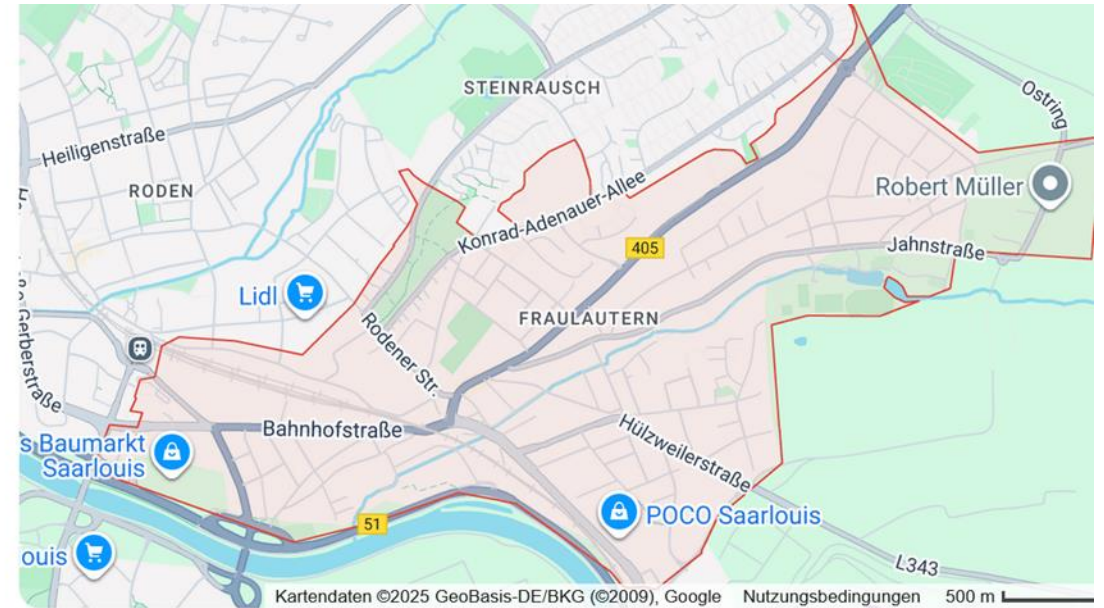 STEINRAUSCH
Ostring
Heiligenstraße
RODEN
Robert Müller
Konrad-Adenauer-Allee
405
Jahnstraße
Lidl
FRAULAUTERN
Rodener Str.
Gerberstraße
Bahnhofstraße
s Baumarkt
Saarlouis
Hülzweilerstraße
POCO Saarlouis
51
ouis
L343
Kartendaten ©2025 GeoBasis-DE/BKG (©2009), Google Nutzungsbedingungen 500 m